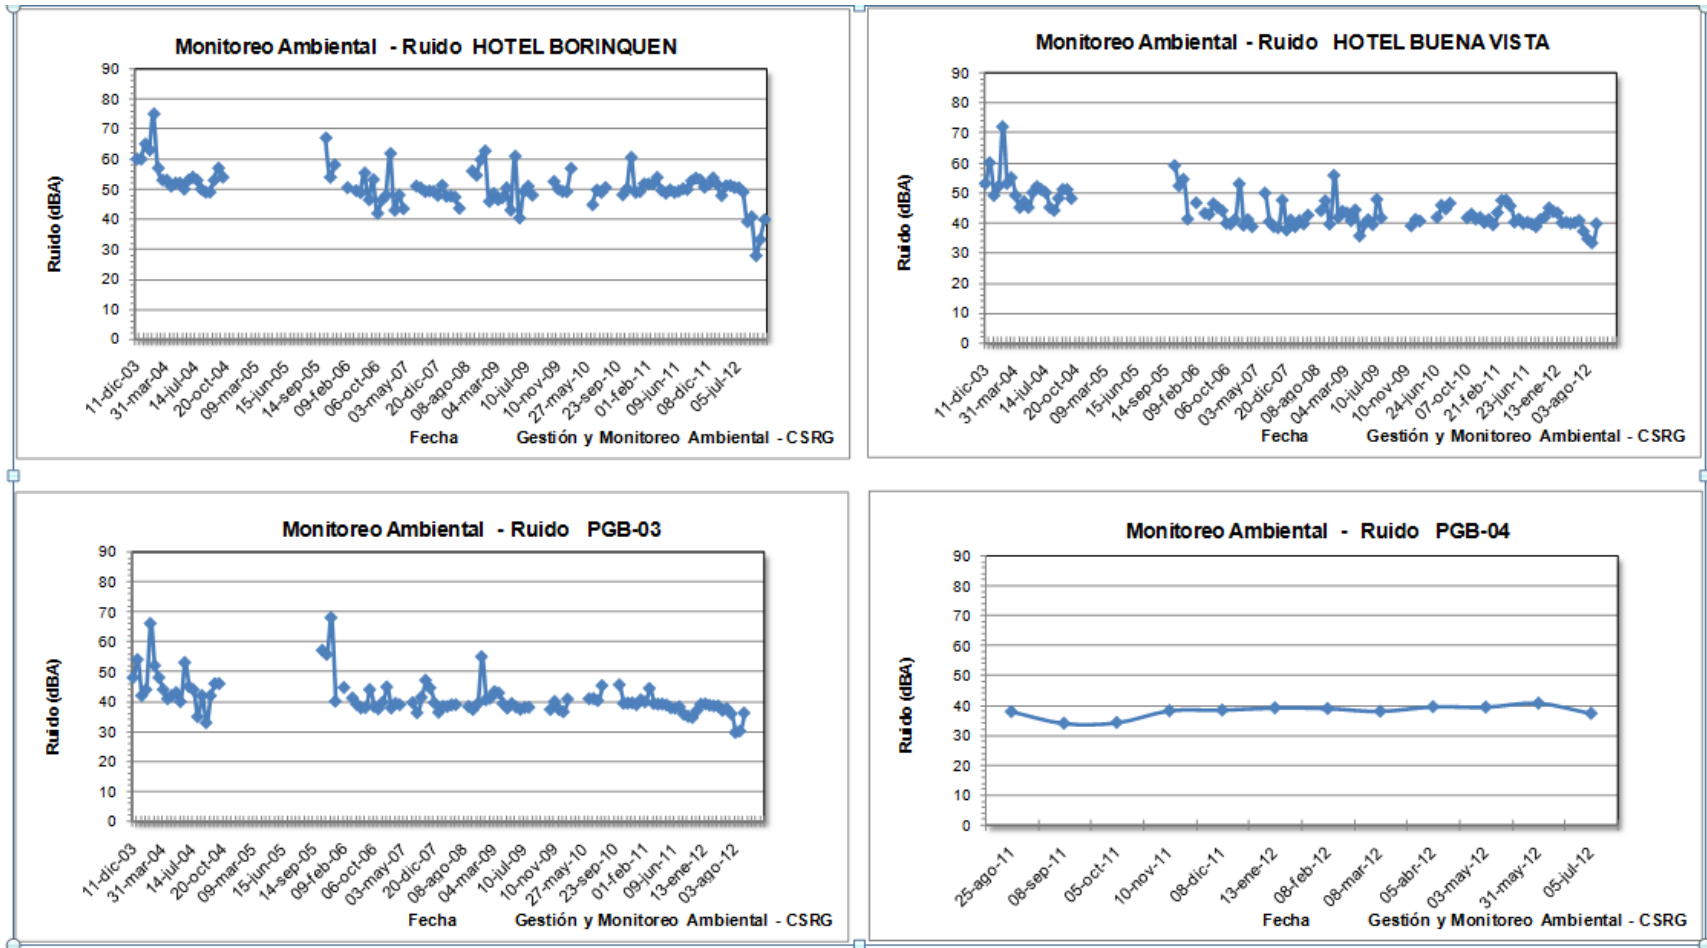 Monitoreo Ambiental - Ruido HOTEL BORINQUEN
90
80
70
60
50
40
30
20
10
0
Ruido (dBA)
11-dic-03
31-mar-04
14-jul-04
20-oct-04
09-mar-05
15-jun-05
14-sep-05
09-feb-06
06-oct-06
03-may-07
20-dic-07
08-ago-08
04-mar-09
10-jul-09
10-nov-09
27-may-10
23-sep-10
01-feb-11
09-jun-11
08-dic-11
05-jul-12
Fecha
Gestión y Monitoreo Ambiental - CSRG
Monitoreo Ambiental - Ruido HOTEL BUENA VISTA
90
80
70
60
50
40
30
20
10
0
Ruido (dBA)
11-dic-03
31-mar-04
14-jul-04
20-oct-04
09-mar-05
15-jun-05
14-sep-05
09-feb-06
06-oct-06
03-may-07
20-dic-07
08-ago-08
04-mar-09
10-jul-09
10-nov-09
24-jun-10
07-oct-10
21-feb-11
23-jun-11
13-ene-12
03-ago-12
Fecha
Gestión y Monitoreo Ambiental - CSRG
Monitoreo Ambiental - Ruido PGB-03
90
80
70
60
50
40
30
20
10
0
Ruido (dBA)
11-dic-03
31-mar-04
14-jul-04
20-oct-04
09-mar-05
15-jun-05
14-sep-05
09-feb-06
06-oct-06
03-may-07
20-dic-07
08-ago-08
04-mar-09
10-jul-09
10-nov-09
27-may-10
23-sep-10
01-feb-11
09-jun-11
13-ene-12
03-ago-12
Fecha
Gestión y Monitoreo Ambiental - CSRG
Monitoreo Ambiental - Ruido PGB-04
90
80
70
60
50
40
30
20
10
0
Ruido (dBA)
25-ago-11
08-sep-11
05-oct-11
10-nov-11
08-dic-11
13-ene-12
08-feb-12
08-mar-12
05-abr-12
03-may-12
31-may-12
05-jul-12
Fecha
Gestión y Monitoreo Ambiental - CSRG